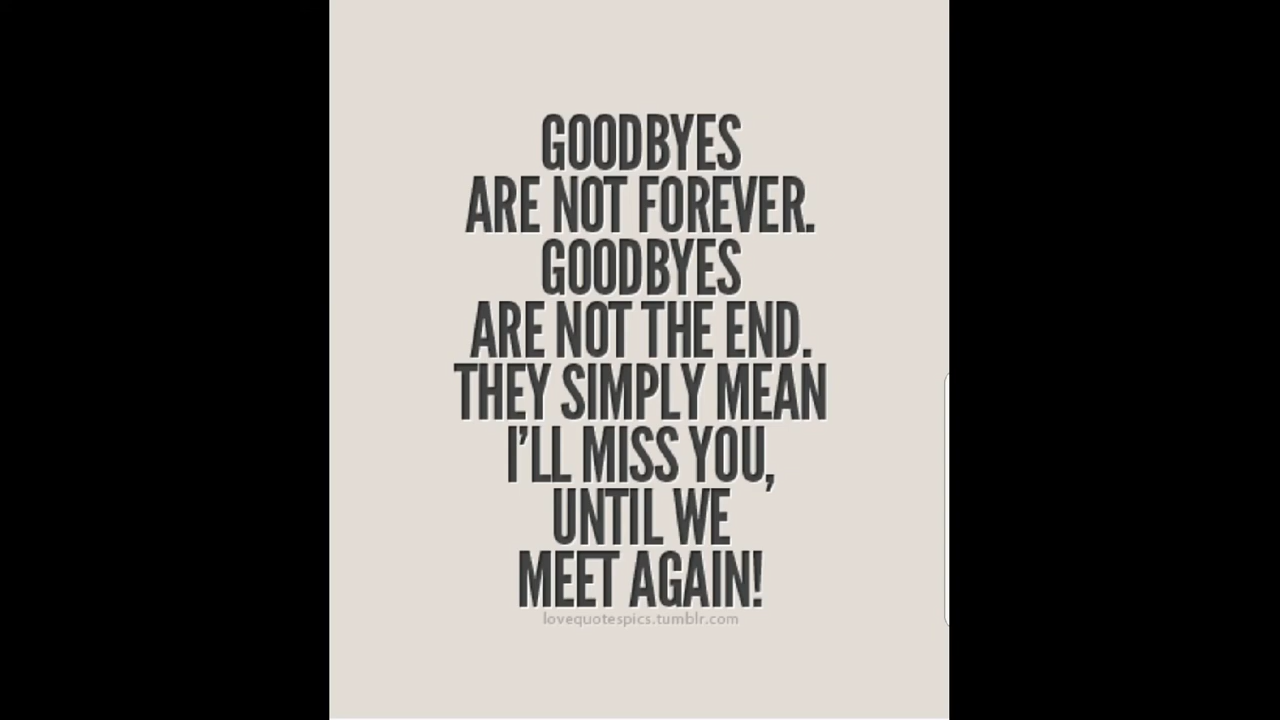 GOODBYES
ARE NOT FOREVER.
GOODBYES
ARE NOT THE END.
THEY SIMPLY MEAN
I'LL MISS YOU,
UNTIL WE
MEET AGAIN!
lovequotespics.tumblr.com